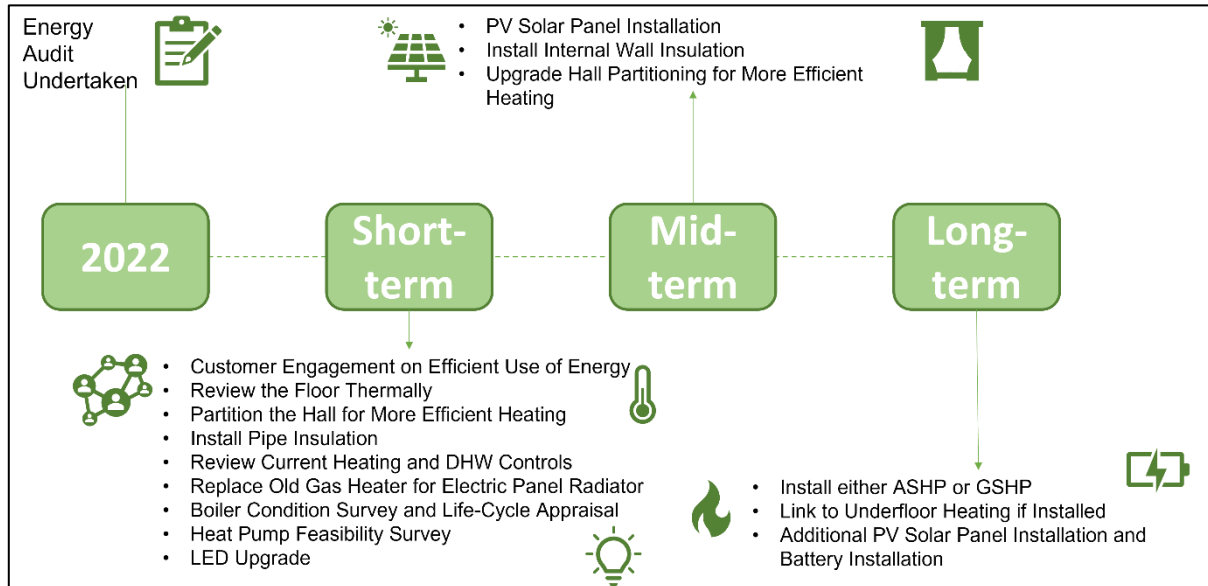 Energy
Audit
Undertaken
• PV Solar Panel Installation
• Install Internal Wall Insulation
• Upgrade Hall Partitioning for More Efficient
Heating
2022
Short-
term
Mid-
term
Long-
term
• Customer Engagement on Efficient Use of Energy
• Review the Floor Thermally
• Partition the Hall for More Efficient Heating
• Install Pipe Insulation
• Review Current Heating and DHW Controls
• Replace Old Gas Heater for Electric Panel Radiator
• Boiler Condition Survey and Life-Cycle Appraisal
• Heat Pump Feasibility Survey
• LED Upgrade
• Install either ASHP or GSHP
• Link to Underfloor Heating if Installed
• Additional PV Solar Panel Installation and
Battery Installation